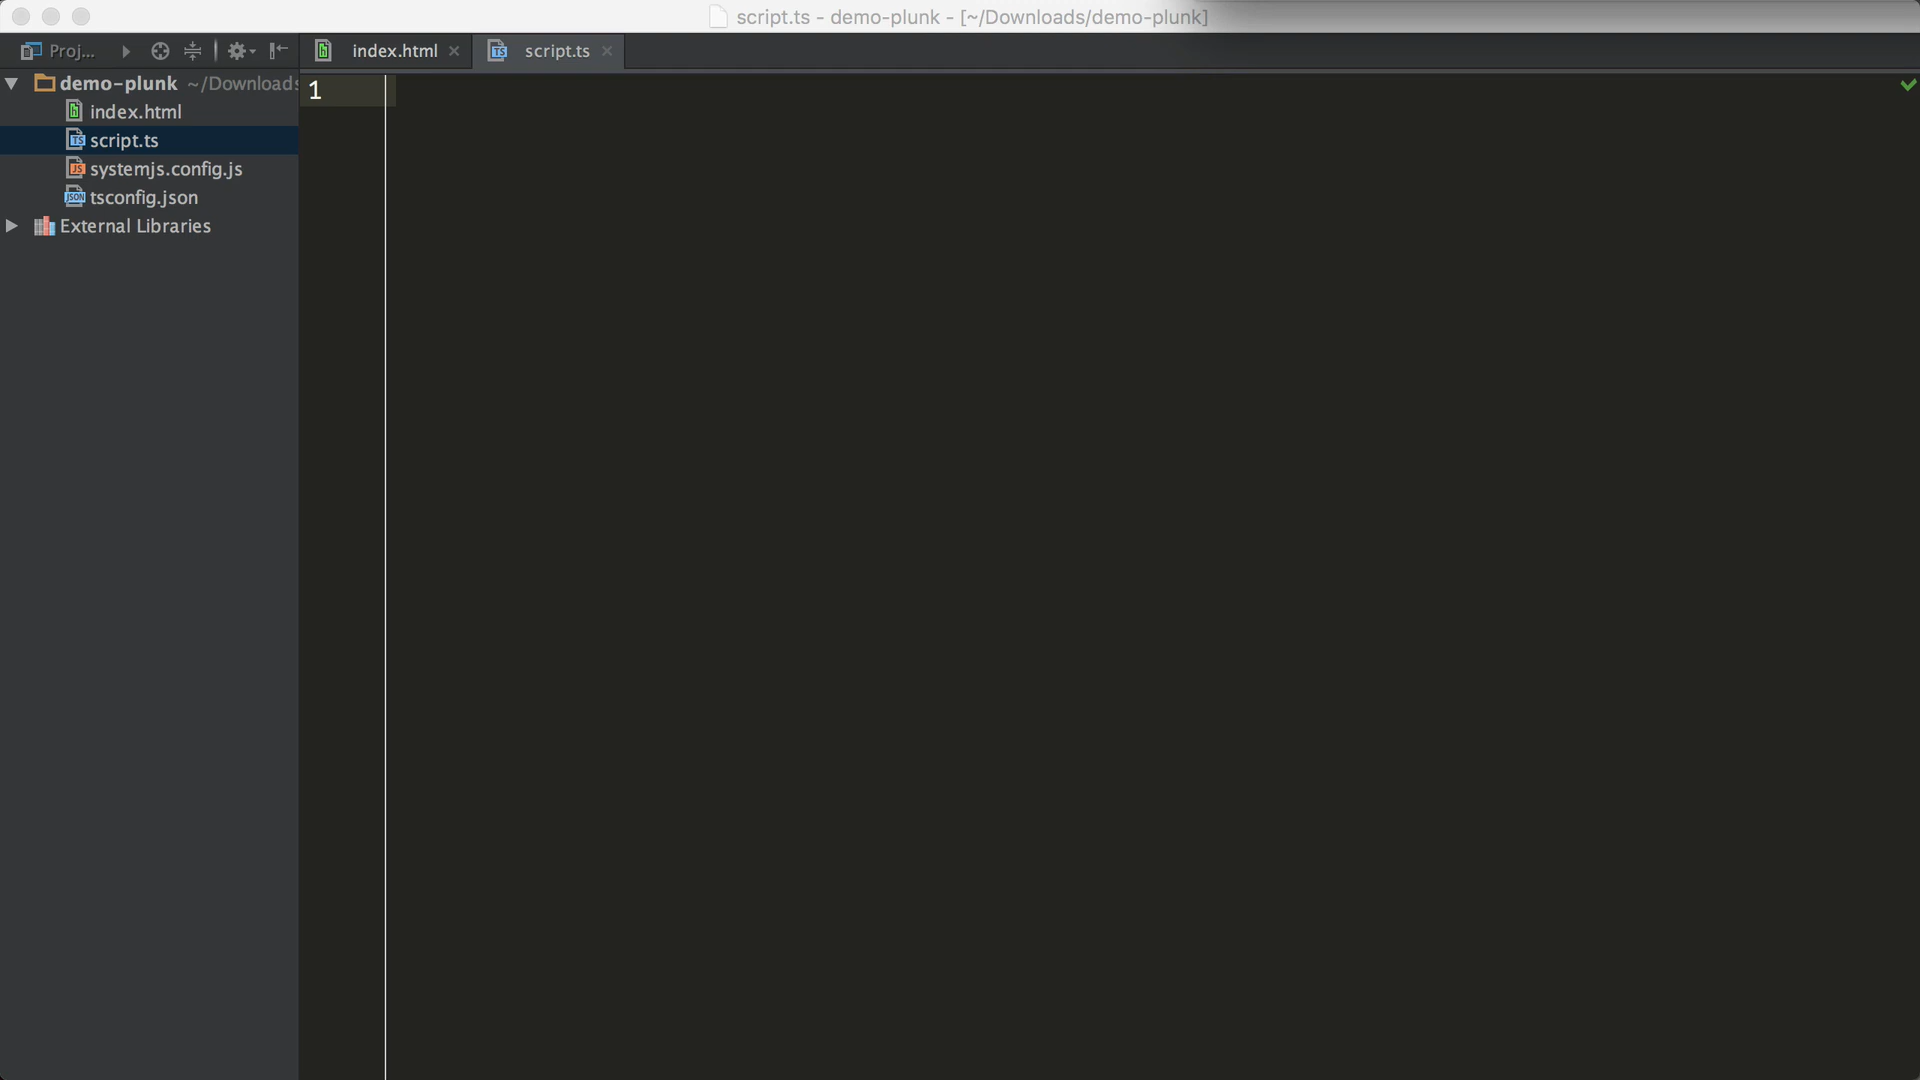 script.ts - demo-plunk - [~/Downloads/demo-plunk]
Proj...
index.html
script.ts
demo-plunk ~/Downloads
index.html
script.ts
systemjs.config.js
tsconfig.json
External Libraries
1